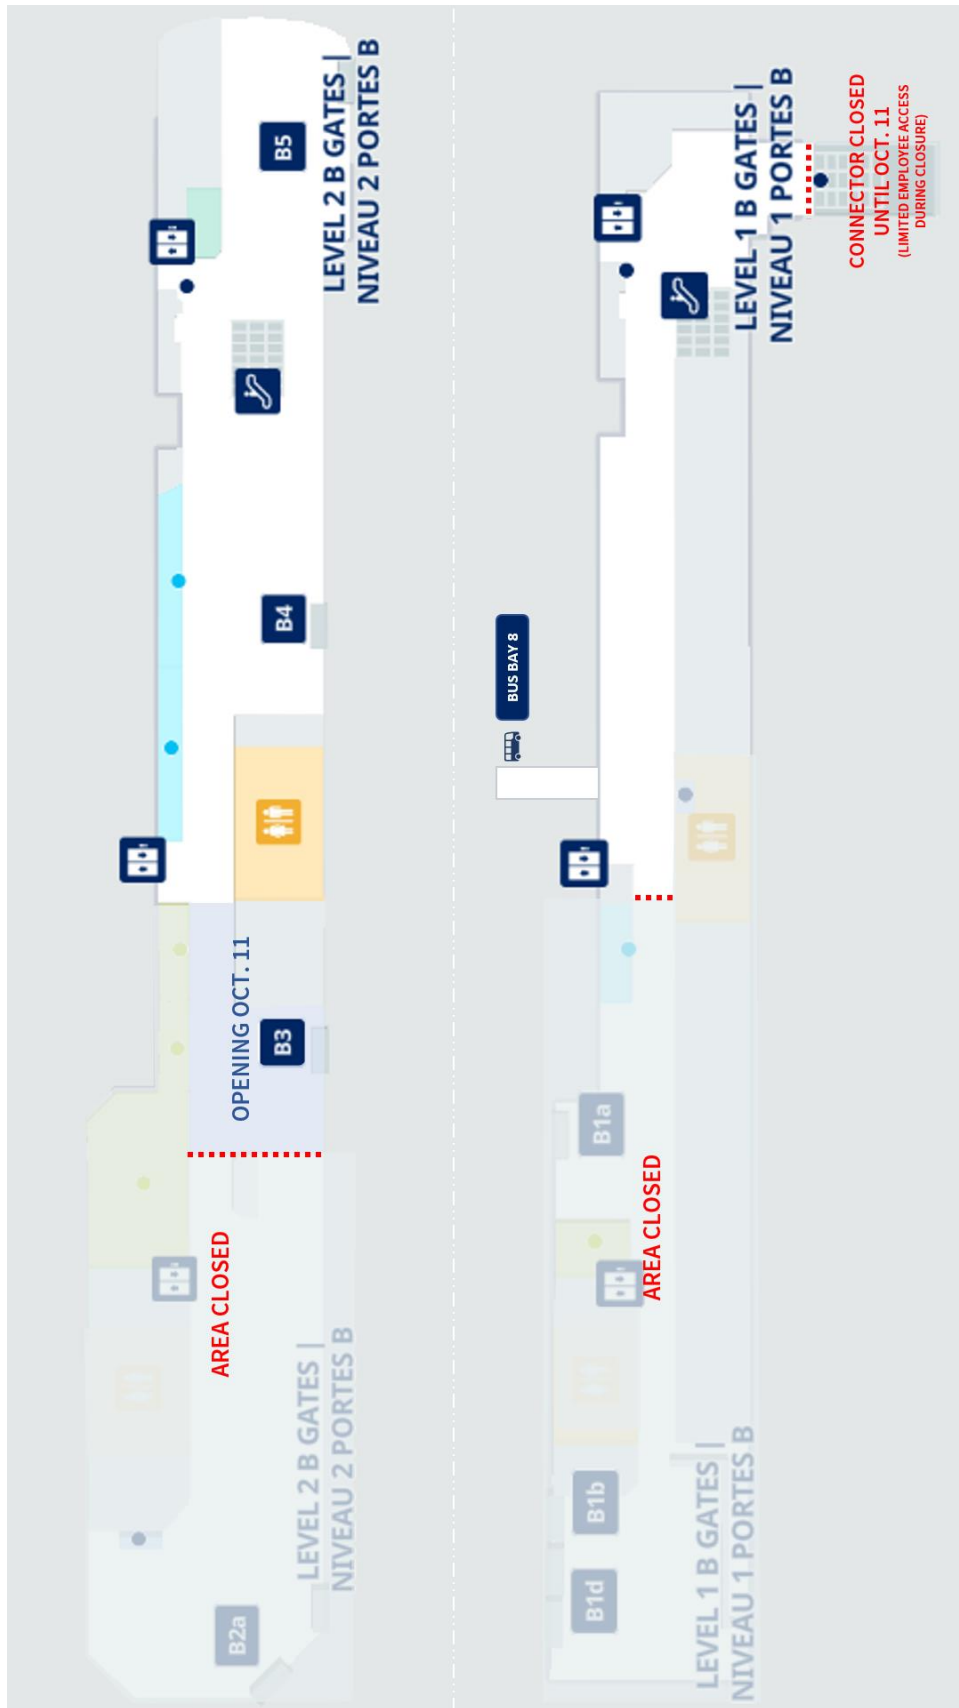 LEVEL 2 B GATES |
NIVEAU 2 PORTES B
B5
B4
B3
OPENING OCT. 11
AREA CLOSED
LEVEL 2 B GATES |
NIVEAU 2 PORTES B
B2a
LEVEL 1 B GATES |
NIVEAU 1 PORTES B
CONNECTOR CLOSED
UNTIL OCT. 11
(LIMITED EMPLOYEE ACCESS
DURING CLOSURE)
BUS BAY 8
B1a
AREA CLOSED
B1b
B1d
LEVEL 1 B GATES |
NIVEAU 1 PORTES B